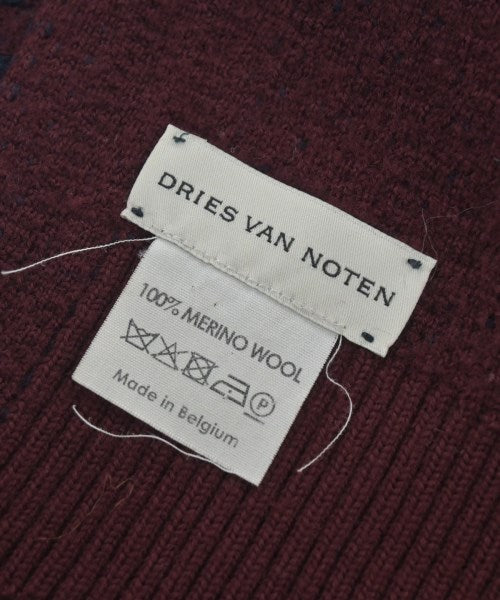 DRIES VAN NOTEN
100% MERINO WOOL
P
Made in Belgium